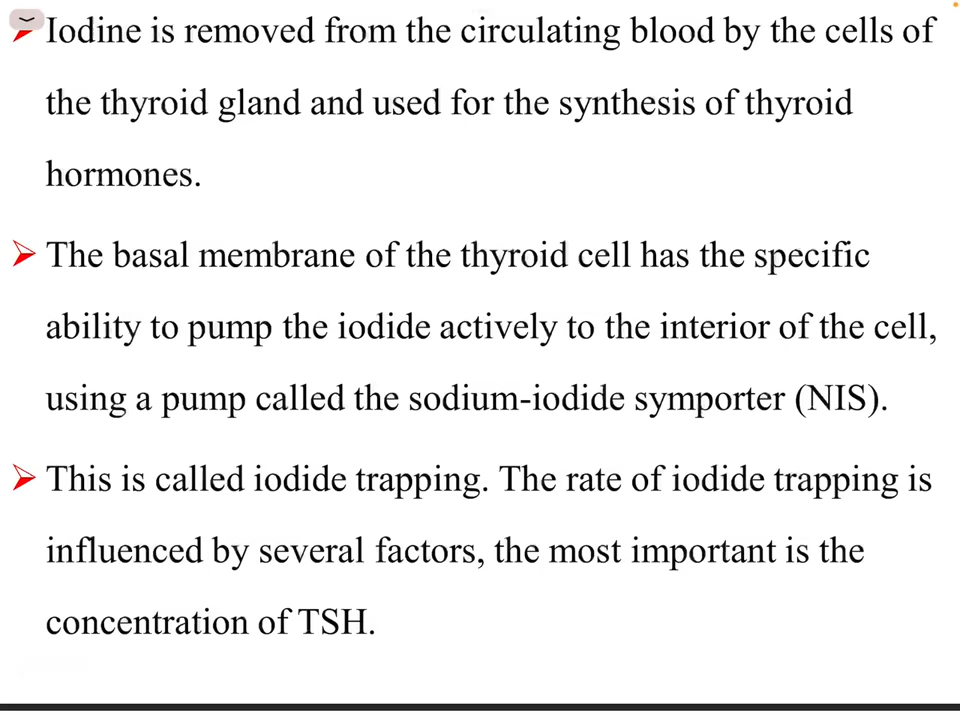 Iodine is removed from the circulating blood by the cells of
the thyroid gland and used for the synthesis of thyroid
hormones.
The basal membrane of the thyroid cell has the specific
ability to pump the iodide actively to the interior of the cell,
using a pump called the sodium-iodide symporter (NIS).
This is called iodide trapping. The rate of iodide trapping is
influenced by several factors, the most important is the
concentration of TSH.